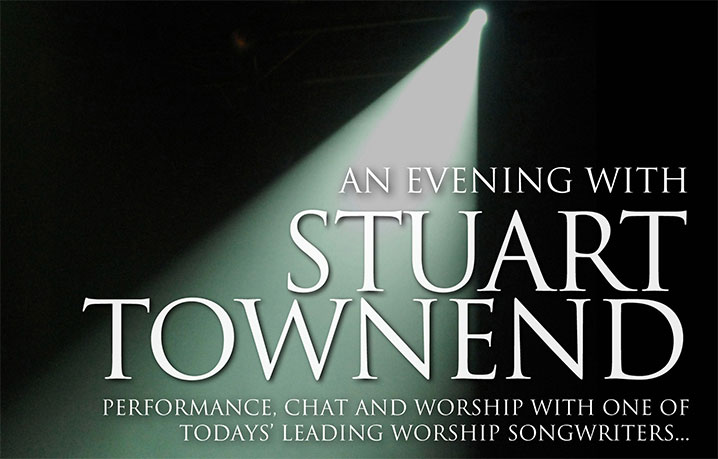 AN EVENING WITH
STUART
TOWNEND
PERFORMANCE, CHAT AND WORSHIP WITH ONE OF
TODAYS' LEADING WORSHIP SONGWRITERS...